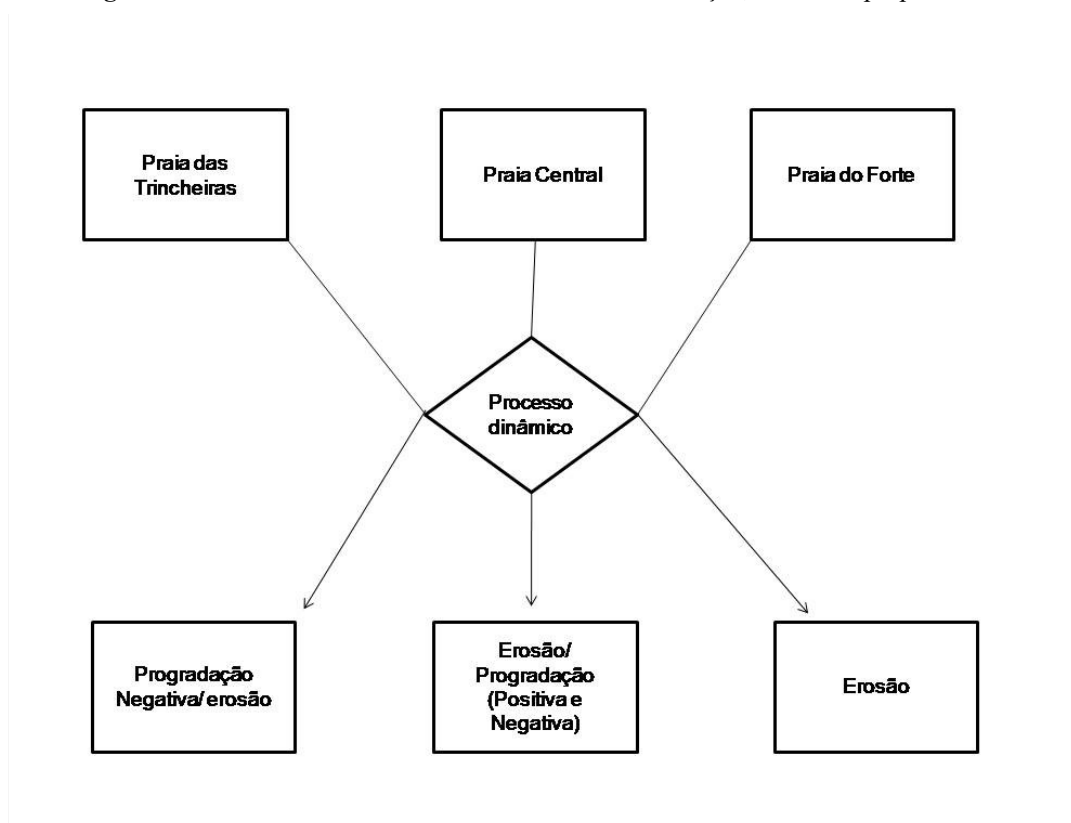 Praia das
Trincheiras
Praia Central
Praia do Forte
Processo
dinâmico
Progradação
Negativa/erosão
Erosão/
Progradação
(Positiva e
Negativa)
Erosão